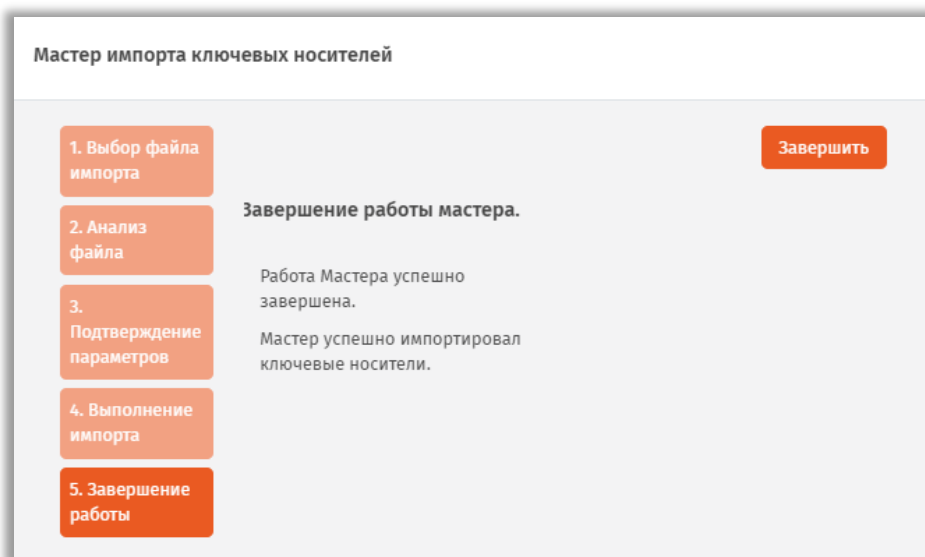 Мастер импорта ключевых носителей
1. Выбор файла
импорта
2. Анализ
файла
3.
Подтверждение
параметров
4. Выполнение
импорта
5. Завершение
работы
Завершить
Завершение работы мастера.
Работа Мастера успешно
завершена.
Мастер успешно импортировал
ключевые носители.